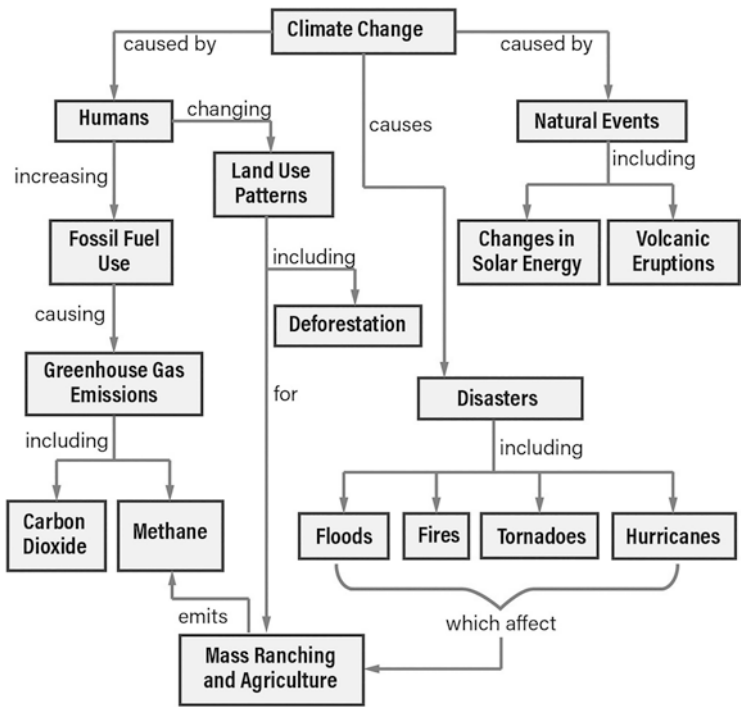 Climate Change
caused by
caused by
Humans
changing
causes
Natural Events
including
increasing
Land Use
Patterns
Fossil Fuel
Use
including
Changes in
Solar Energy
Volcanic
Eruptions
causing
Deforestation
Greenhouse Gas
Emissions
for
Disasters
including
including
Carbon
Dioxide
Methane
Floods
Fires
Tornadoes
Hurricanes
emits
which affect
Mass Ranching
and Agriculture